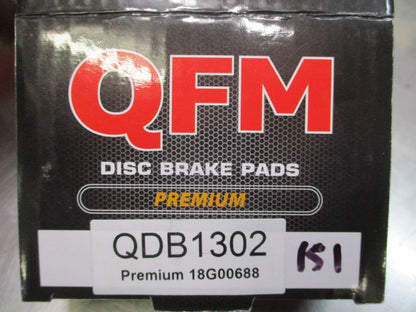 QFM
DISC BRAKE PADS
PREMIUM
QDB1302
Premium 18G00688
151